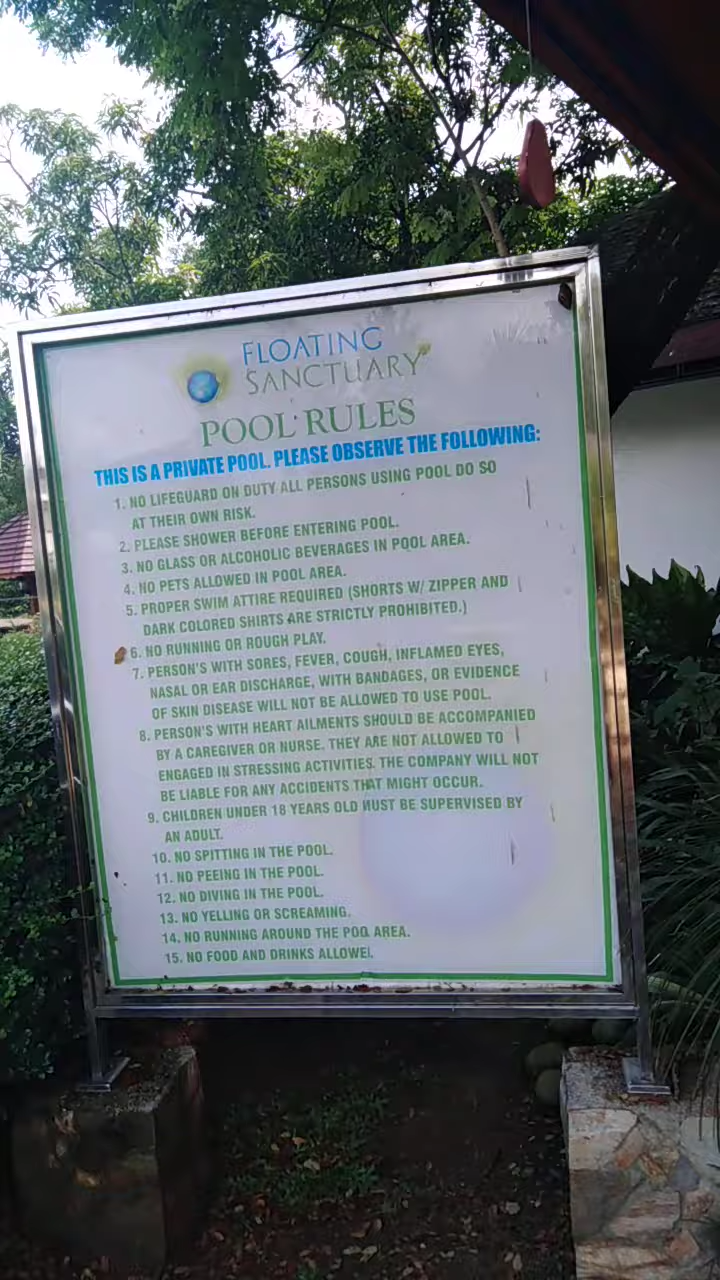 FLOATING
SANCTUARY
POOL RULES
THIS IS A PRIVATE POOL. PLEASE OBSERVE THE FOLLOWING:
1. NO LIFEGUARD ON DUTY ALL PERSONS USING POOL DO SO
AT THEIR OWN RISK.
2. PLEASE SHOWER BEFORE ENTERING POOL.
3. NO GLASS OR ALCOHOLIC BEVERAGES IN POOL AREA.
4. NO PETS ALLOWED IN POOL AREA.
5. PROPER SWIM ATTIRE REQUIRED (SHORTS W/ ZIPPER AND
DARK COLORED SHIRTS ARE STRICTLY PROHIBITED.)
6. NO RUNNING OR ROUGH PLAY.
7. PERSON'S WITH SORES, FEVER, COUGH, INFLAMED EYES,
NASAL OR EAR DISCHARGE, WITH BANDAGES, OR EVIDENCE
OF SKIN DISEASE WILL NOT BE ALLOWED TO USE POOL.
8. PERSON'S WITH HEART AILMENTS SHOULD BE ACCOMPANIED
BY A CAREGIVER OR NURSE. THEY ARE NOT ALLOWED TO
ENGAGED IN STRESSING ACTIVITIES. THE COMPANY WILL NOT
BE LIABLE FOR ANY ACCIDENTS THAT MIGHT OCCUR.
9. CHILDREN UNDER 18 YEARS OLD MUST BE SUPERVISED BY
AN ADULT.
10. NO SPITTING IN THE POOL.
11. NO PEEING IN THE POOL.
12. NO DIVING IN THE POOL.
13. NO YELLING OR SCREAMING.
14. NO RUNNING AROUND THE POOL AREA.
15. NO FOOD AND DRINKS ALLOWED.